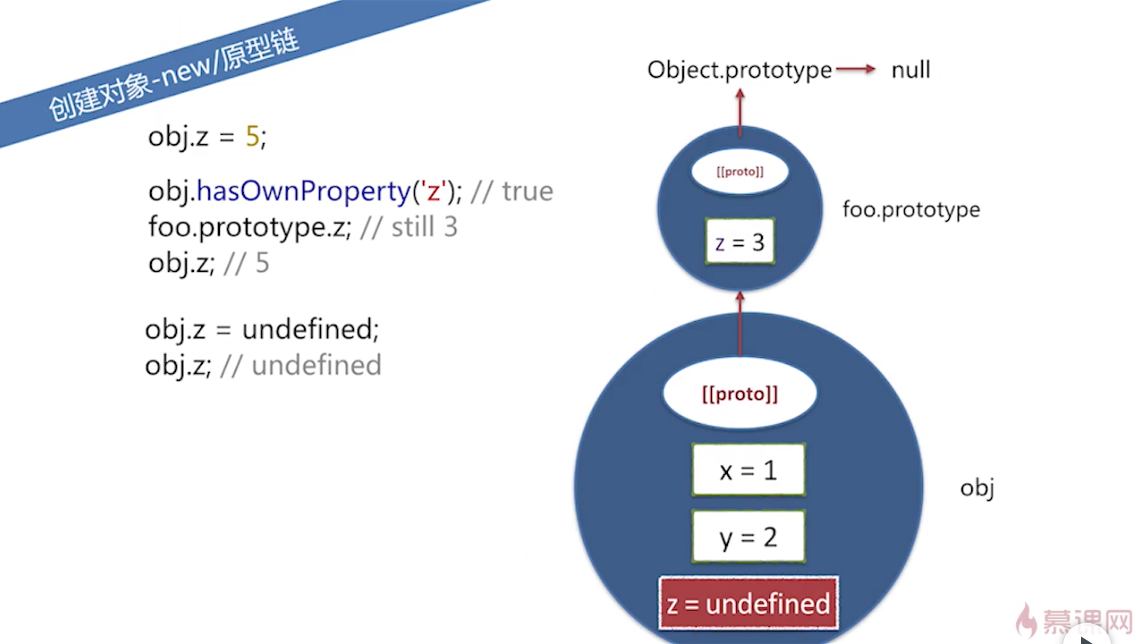 创建对象-new/原型链
obj.z = 5;
obj.hasOwnProperty('z'); // true
foo.prototype.z; // still 3
obj.z; // 5
obj.z = undefined;
obj.z; // undefined
Object.prototype
null
[[proto]]
z = 3
foo.prototype
[[proto]]
x = 1
y = 2
z = undefined
obj
慕课网